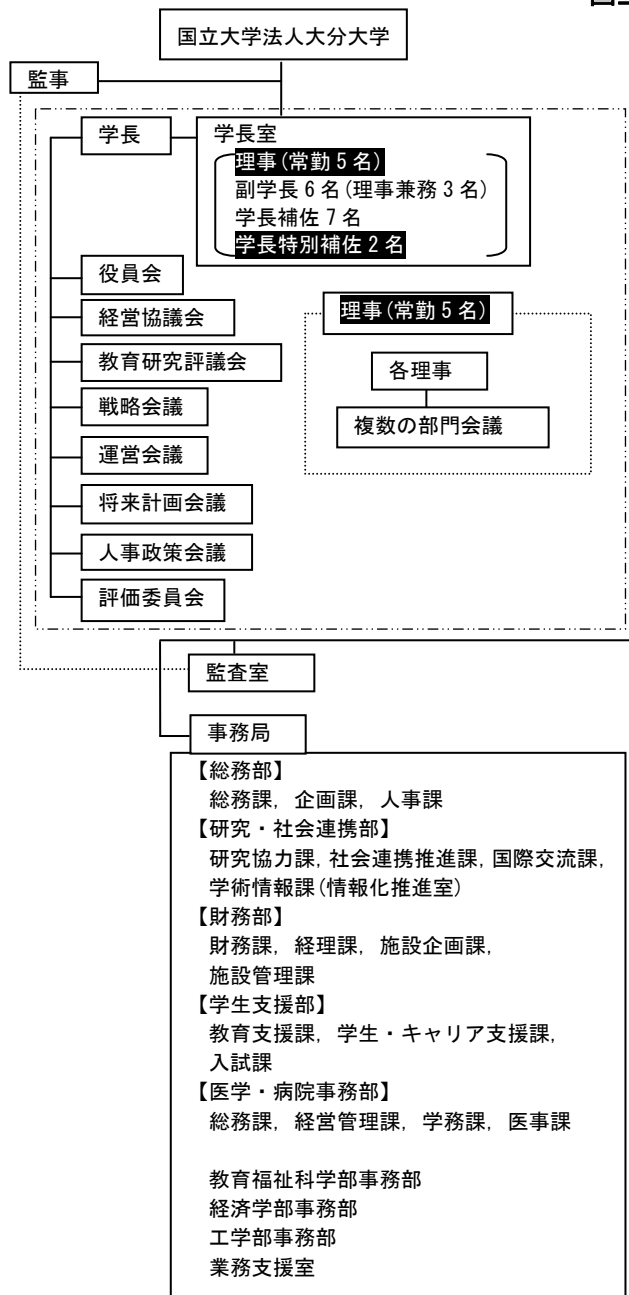 国立大学法人大分大学
監事
学長
学長室
理事(常勤5名)
副学長6名(理事兼務3名)
学長補佐7名
学長特別補佐2名
役員会
経営協議会
教育研究評議会
戦略会議
運営会議
将来計画会議
人事政策会議
評価委員会
理事(常勤5名)
各理事
複数の部門会議
監査室
事務局
【総務部】
総務課, 企画課, 人事課
【研究・社会連携部】
研究協力課, 社会連携推進課, 国際交流課,
学術情報課(情報化推進室)
【財務部】
財務課, 経理課, 施設企画課,
施設管理課
【学生支援部】
教育支援課, 学生・キャリア支援課,
入試課
【医学・病院事務部】
総務課, 経営管理課, 学務課, 医事課
教育福祉科学部事務部
経済学部事務部
工学部事務部
業務支援室